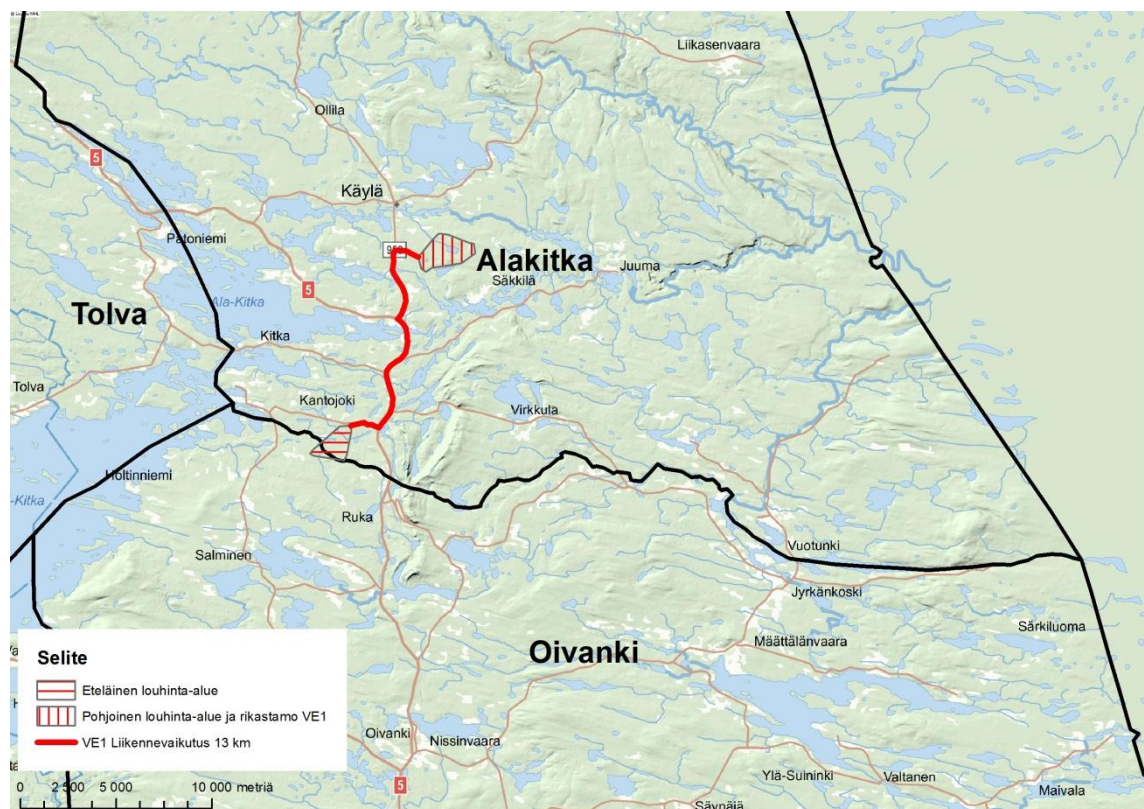 Liikasenvaara
Ollila
5
Käylä
Patoniemi
Alakitka
Juuma
Säkkilä
5
Ala-Kitka
Tolva
Kitka
Tolva
Kantojoki
Virkkula
Holtinniemi
-Kitka
Ruka
Salminen
Vuotunki
Jyrkänkoski
Särkiluoma
Määttälänvaara
Oivanki
Selite
Eteläinen louhinta-alue
Pohjoinen louhinta-alue ja rikastamo VE1
VE1 Liikennevaikutus 13 km
Oivanki
Nissinvaara
Ylä-Suininki
Valtanen
Maivala
5
Säynäjä
0 2 500 5 000 10 000 metriä